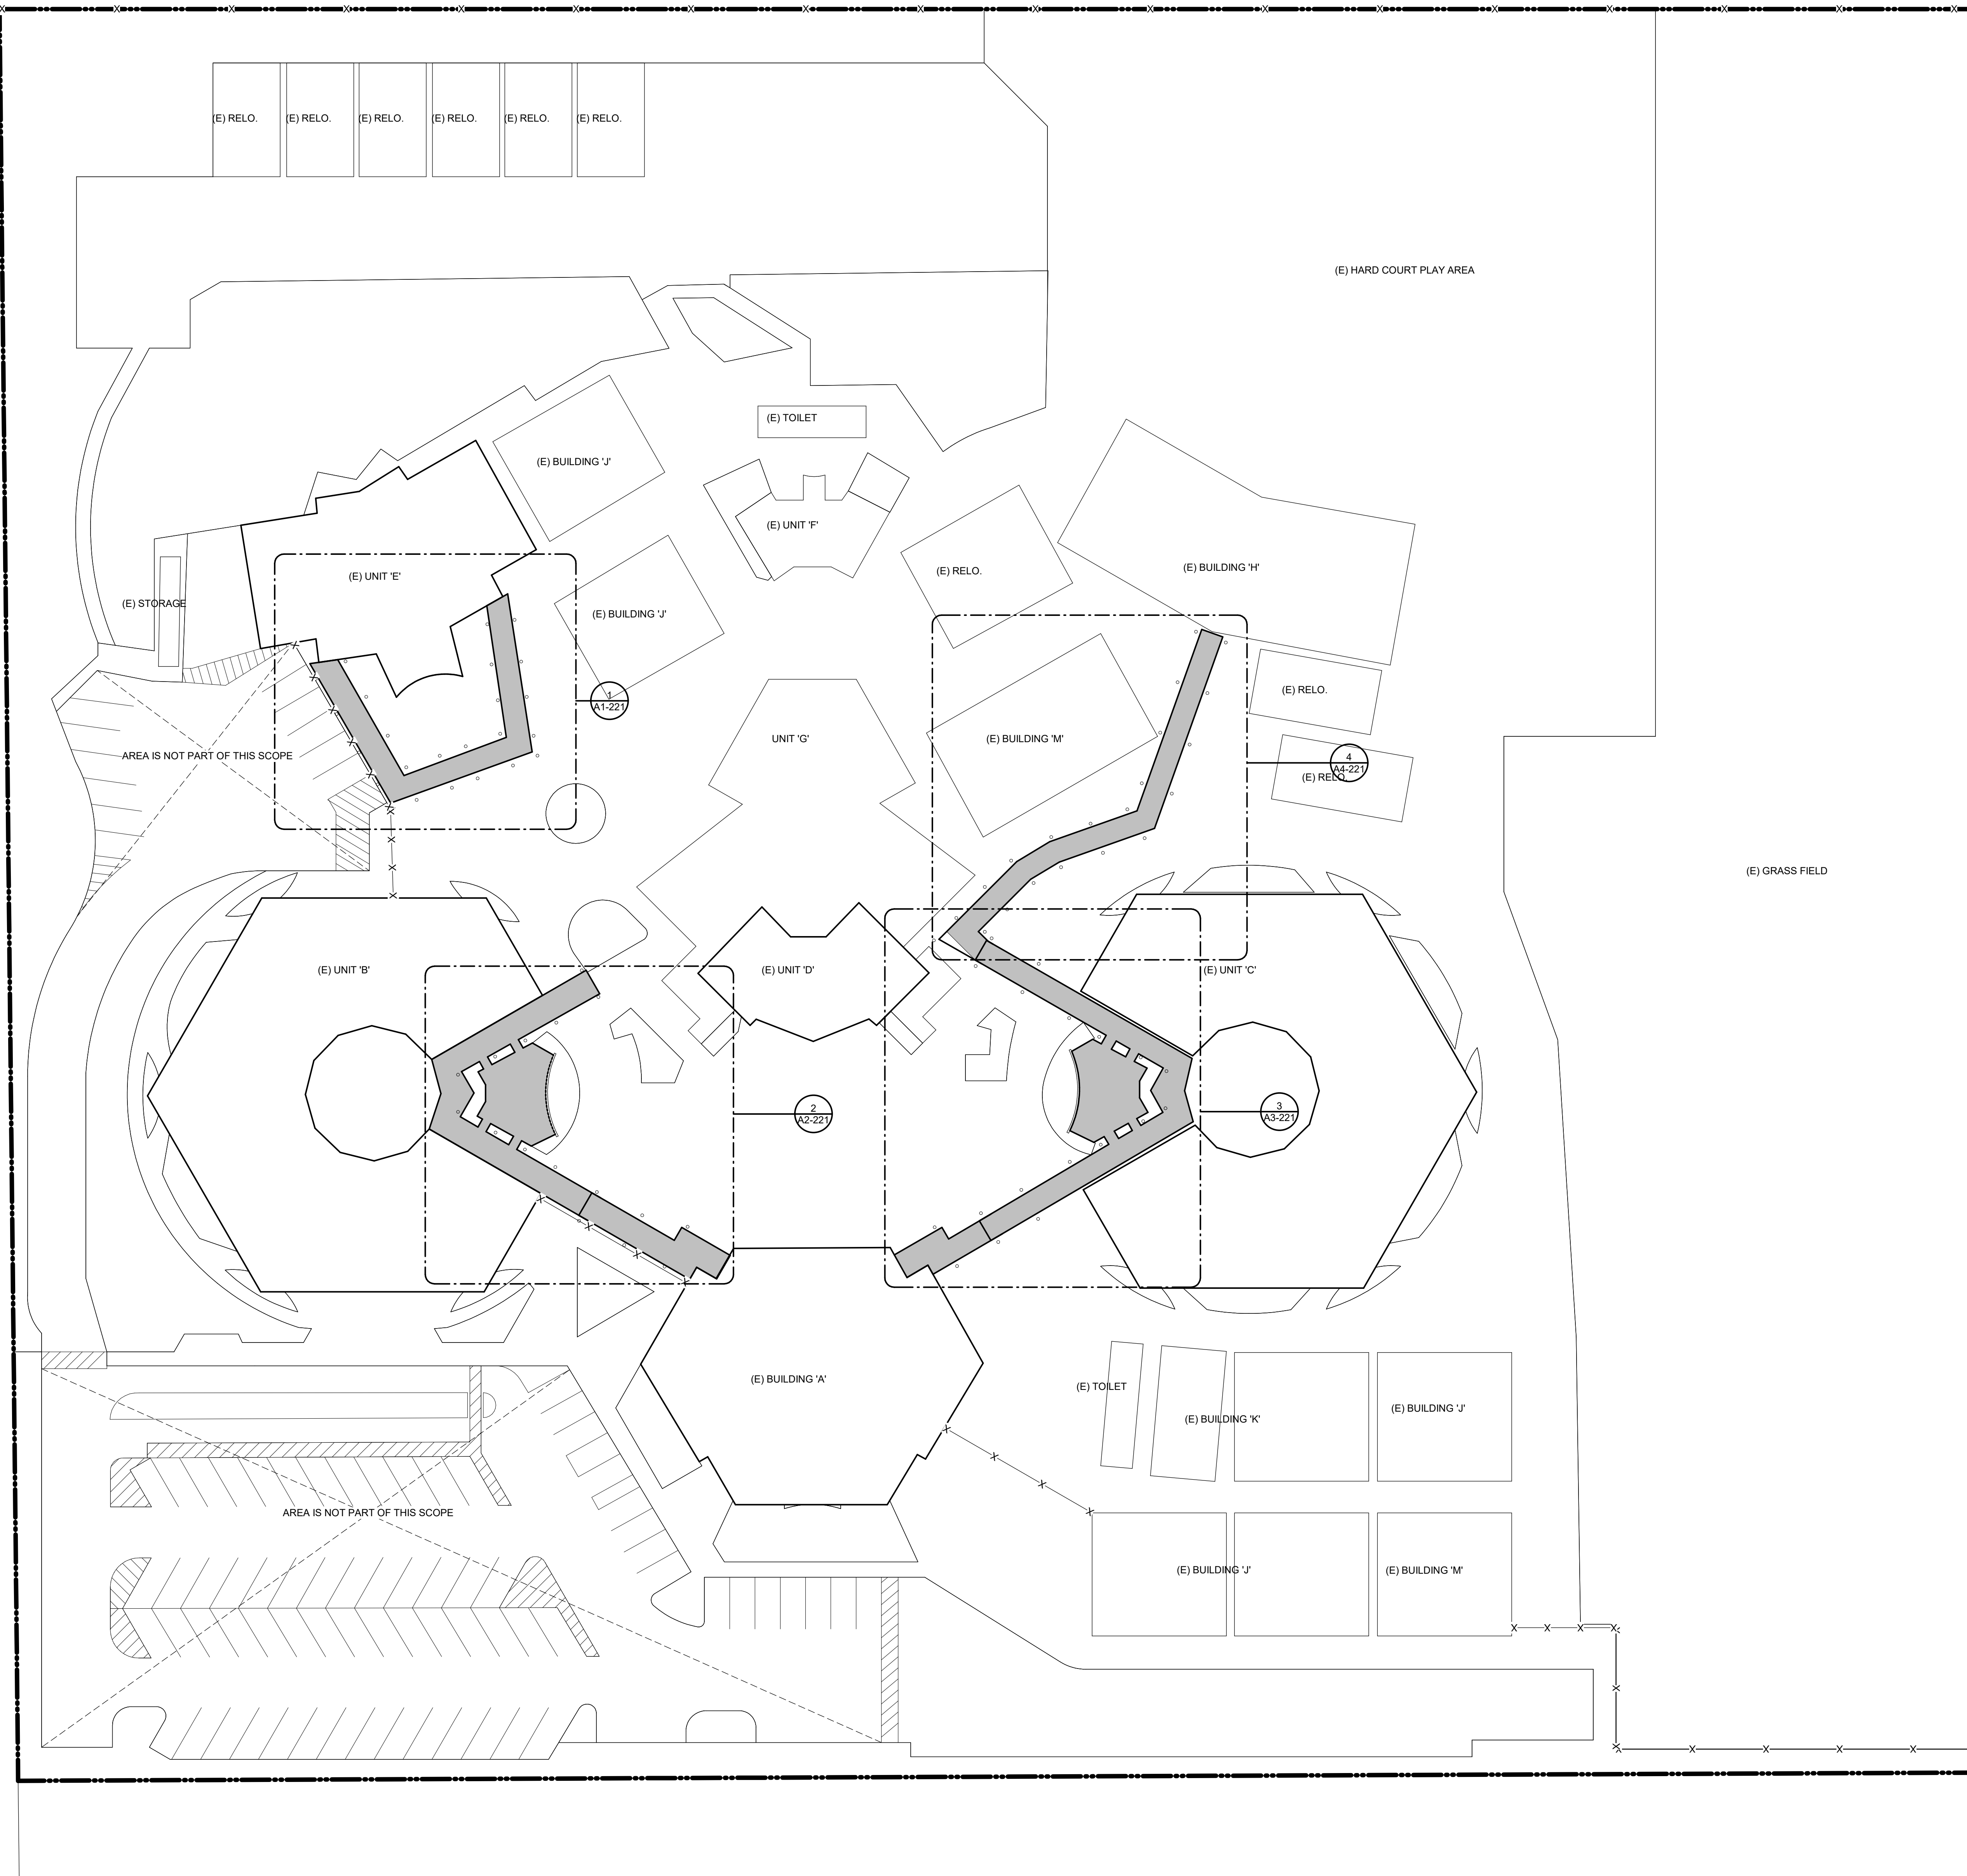 (E) RELO.
(E) RELO.
(E) RELO.
(E) RELO.
(E) RELO.
(E) RELO.
(E) HARD COURT PLAY AREA
(E) TOILET
(E) BUILDING 'J'
(E) UNIT 'F'
(E) RELO.
(E) BUILDING 'H'
(E) UNIT 'E'
(E) STORAGE
(E) BUILDING 'J'
(E) RELO.
1
A1-221
UNIT 'G'
(E) BUILDING 'M'
AREA IS NOT PART OF THIS SCOPE
4
A4-221
(E) RELO.
(E) GRASS FIELD
(E) UNIT 'B'
(E) UNIT 'D'
(E) UNIT 'C'
2
A2-221
3
A3-221
(E) BUILDING 'A'
(E) TOILET
(E) BUILDING 'K'
(E) BUILDING 'J'
AREA IS NOT PART OF THIS SCOPE
(E) BUILDING 'J'
(E) BUILDING 'M'